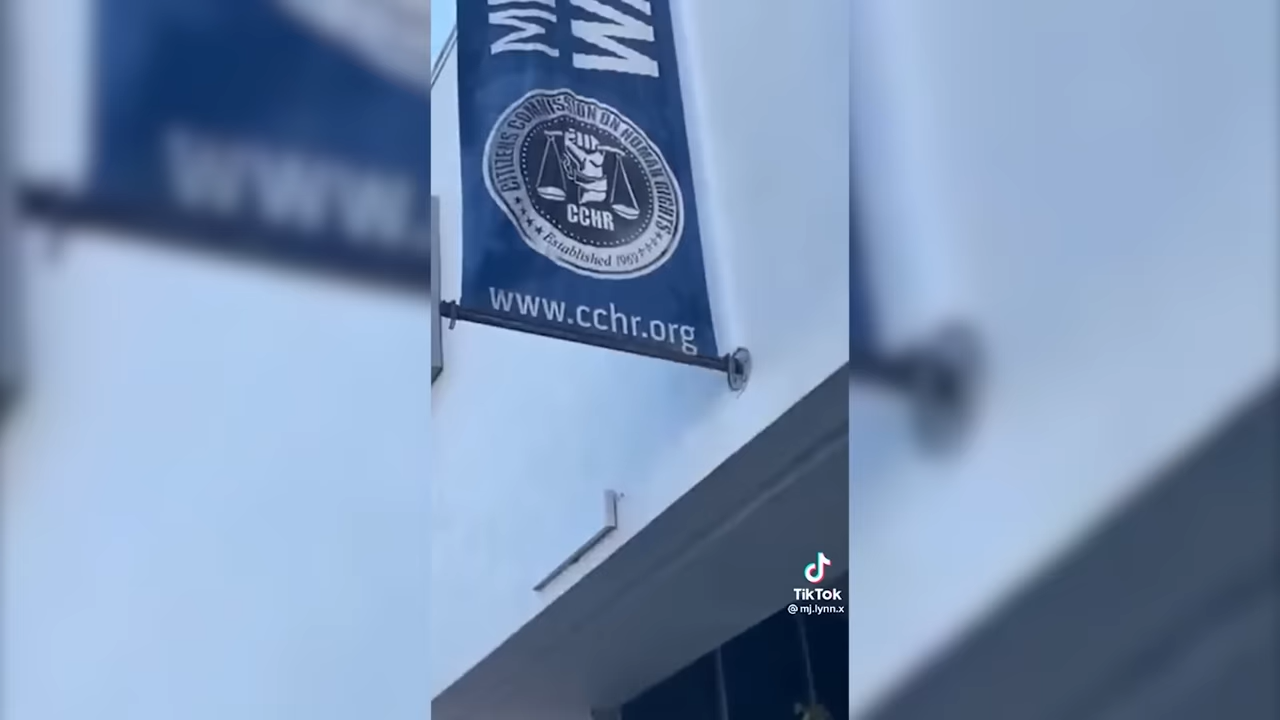 CITIZENS COMMISSION ON HUMAN RIGHTS
CCHR
Established 1969
www.cchr.org
TikTok
@mj.lynn.x